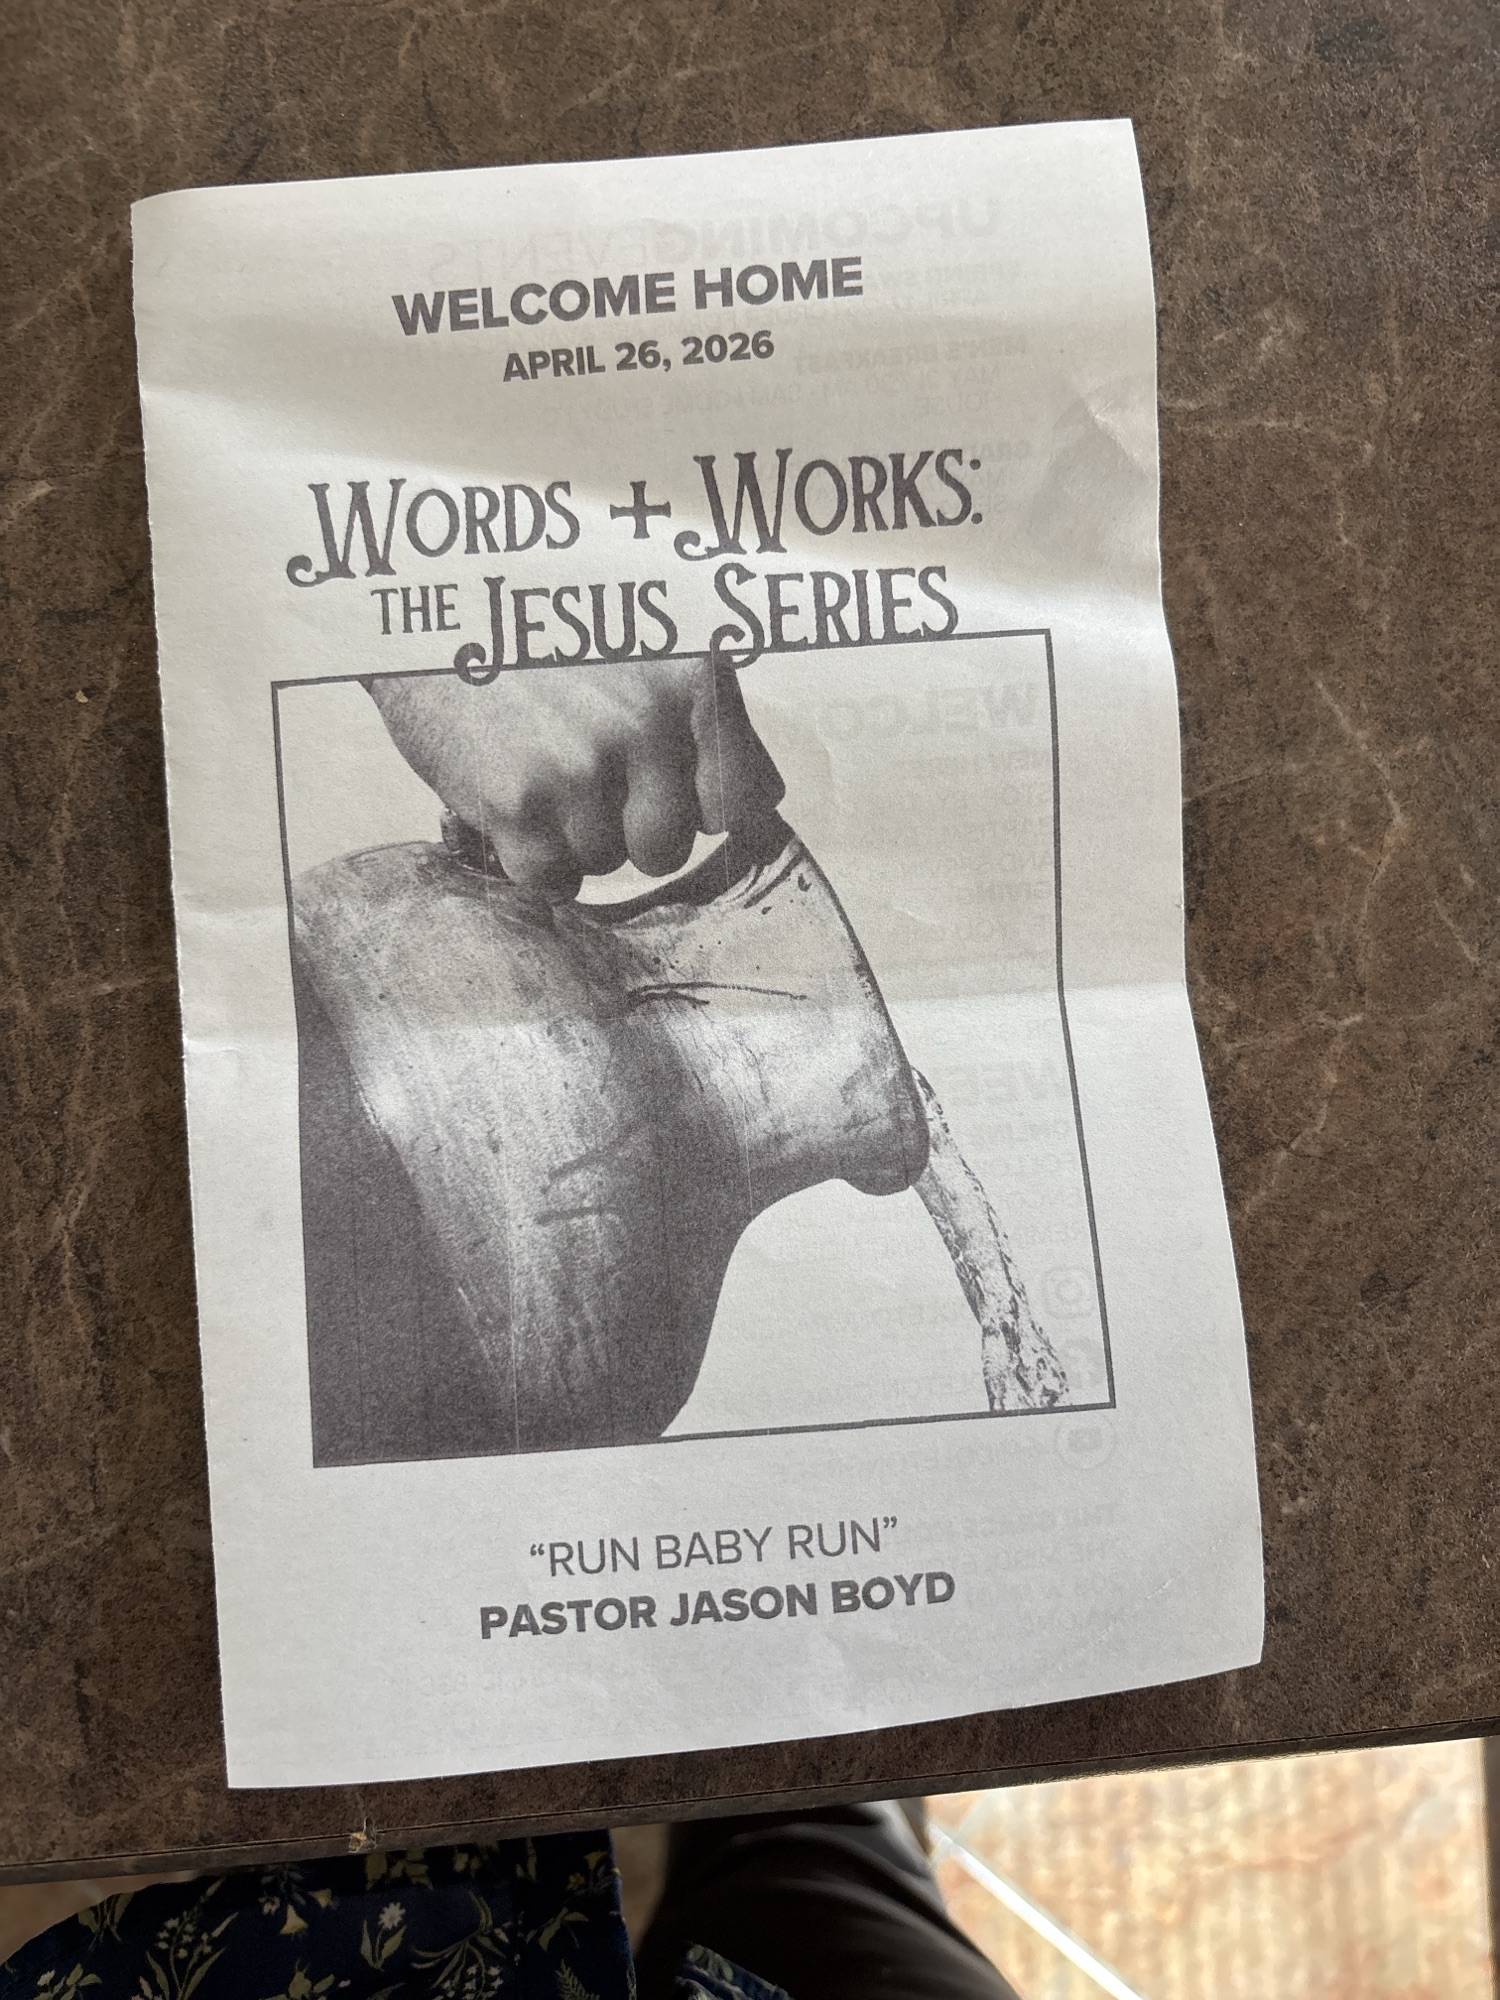 WELCOME HOME
APRIL 26, 2026
WORDS + WORKS:
THE JESUS SERIES
“RUN BABY RUN”
PASTOR JASON BOYD